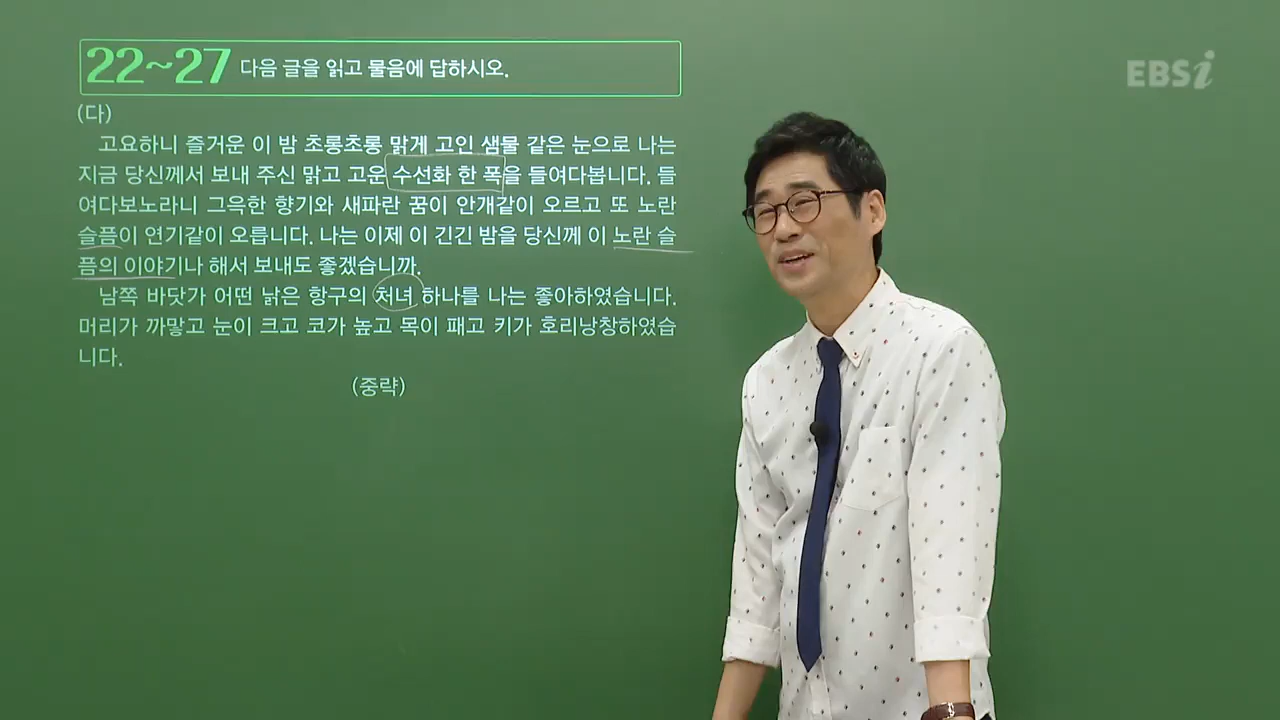 22~27 다음 글을 읽고 물음에 답하시오.
EBSi
(다)
고요하니 즐거운 이 밤 초롱초롱 맑게 고인 샘물 같은 눈으로 나는
지금 당신께서 보내 주신 맑고 고운 수선화 한 폭을 들여다봅니다. 들
여다보노라니 그윽한 향기와 새파란 꿈이 안개같이 오르고 또 노란
슬픔이 연기같이 오릅니다. 나는 이제 이 긴긴 밤을 당신께 이 노란 슬
픔의 이야기나 해서 보내도 좋겠습니까.
남쪽 바닷가 어떤 낡은 항구의 처녀 하나를 나는 좋아하였습니다.
머리가 까맣고 눈이 크고 코가 높고 목이 패고 키가 호리낭창하였습
니다.
(중략)